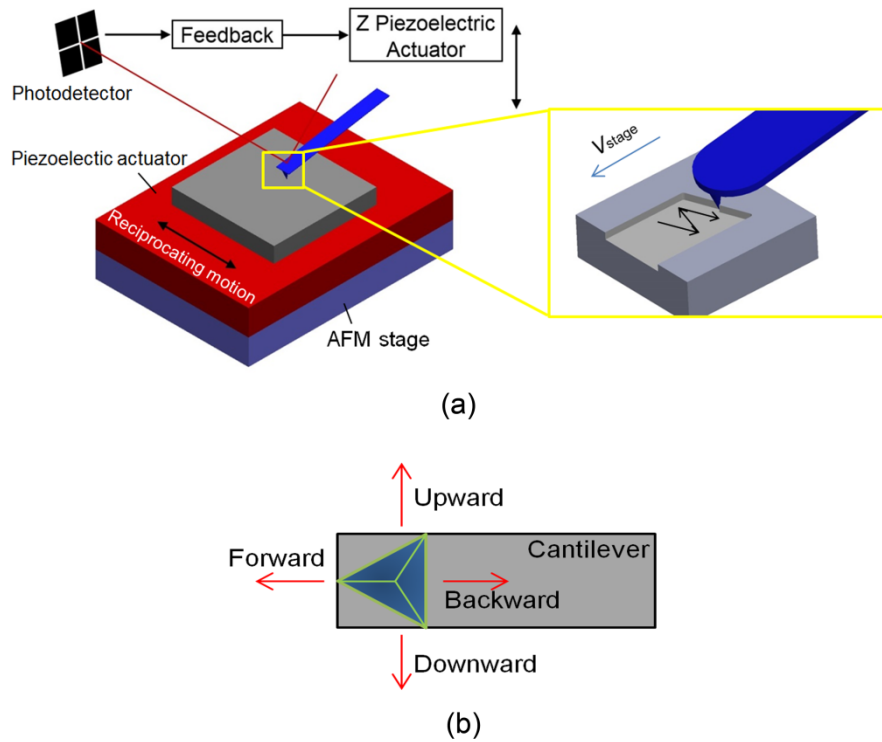 Feedback
Z Piezoelectric
Actuator
Photodetector
Piezoelectic actuator
Reciprocating motion
AFM stage
Vstage
(a)
Upward
Forward
Cantilever
Backward
Downward
(b)